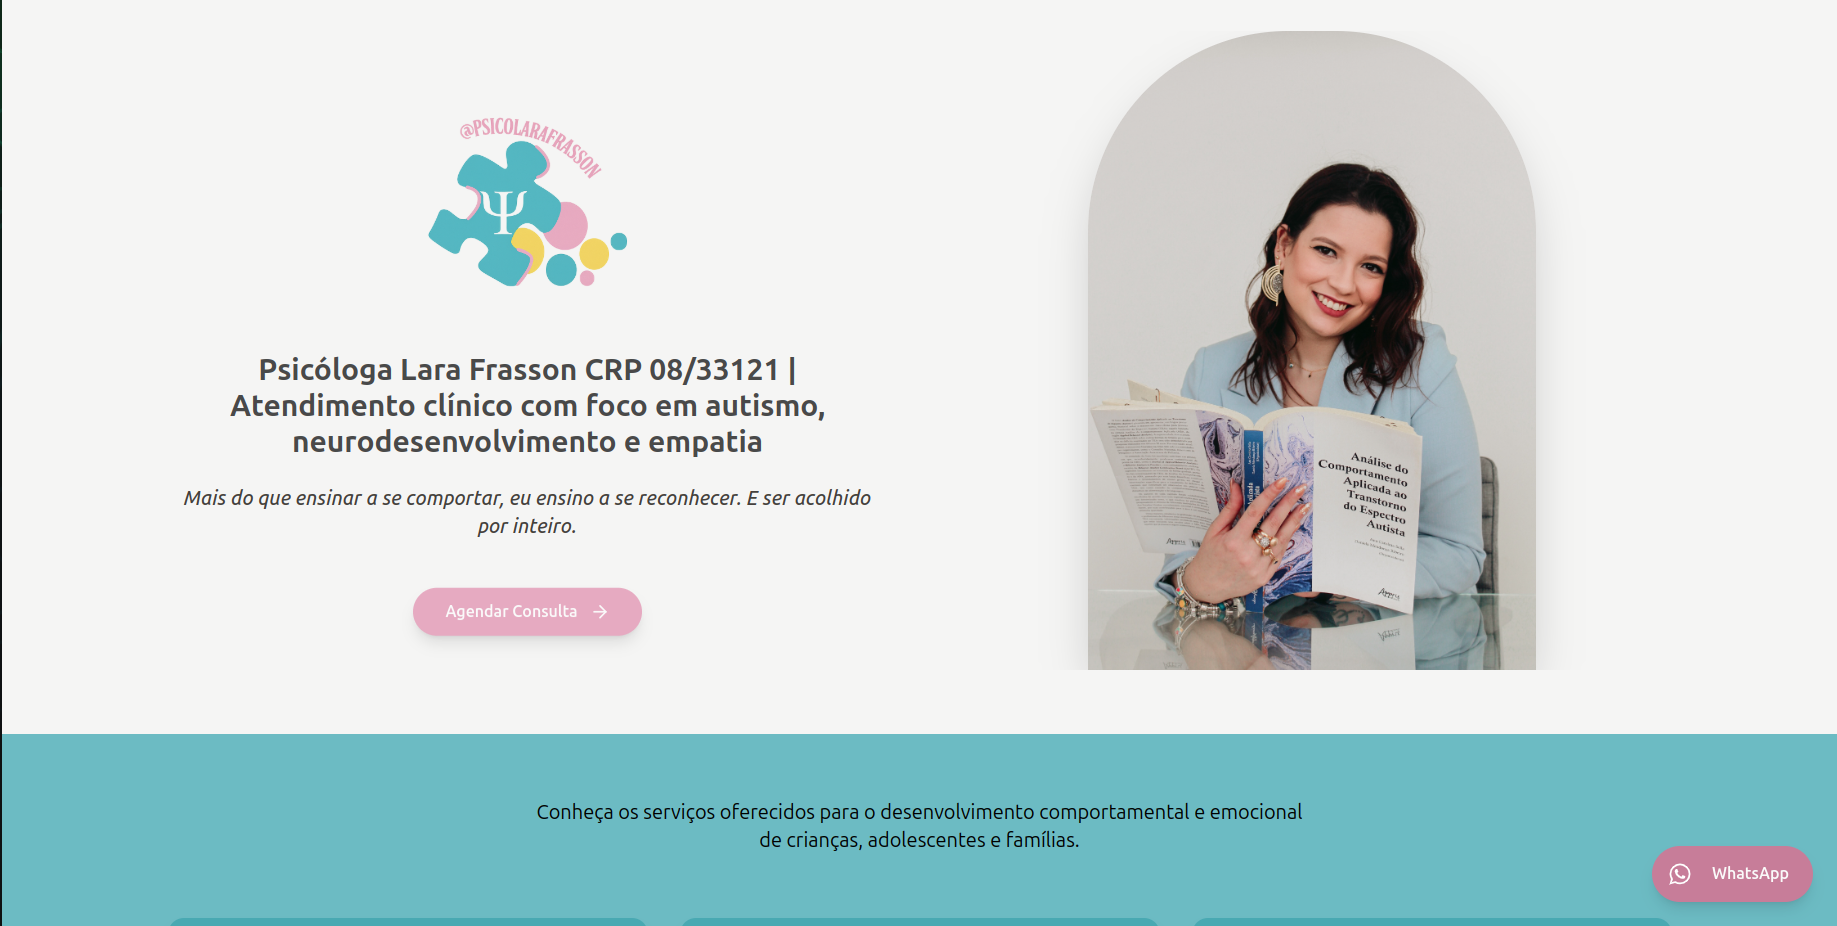 @PSICOLARAFRASSON
Ψ
Psicóloga Lara Frasson CRP 08/33121 |
Atendimento clínico com foco em autismo,
neurodesenvolvimento e empatia
Mais do que ensinar a se comportar, eu ensino a se reconhecer. E ser acolhido
por inteiro.
Agendar Consulta
Análise do
Comportamento
Aplicada ao
Transtorno
do Espectro
Autista
Conheça os serviços oferecidos para o desenvolvimento comportamental e emocional
de crianças, adolescentes e famílias.
WhatsApp